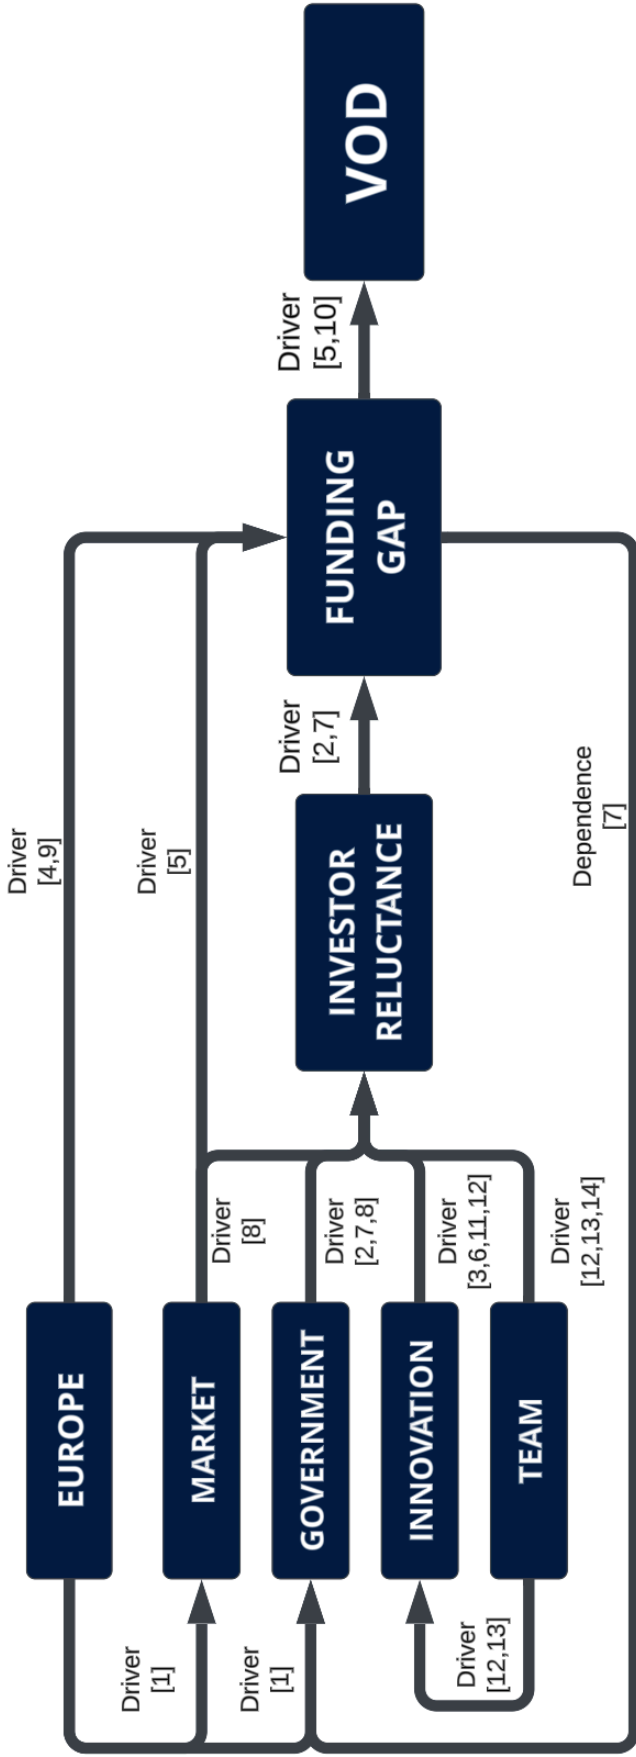 Driver
[4,9]
EUROPE
Driver
[1]
Driver
[5]
MARKET
Driver
[8]
Driver
[1]
GOVERNMENT
Driver
[2,7,8]
INVESTOR
RELUCTANCE
Driver
[2,7]
FUNDING
GAP
Driver
[5,10]
VOD
INNOVATION
Driver
[3,6,11,12]
Driver
[12,13]
TEAM
Driver
[12,13,14]
Dependence
[7]